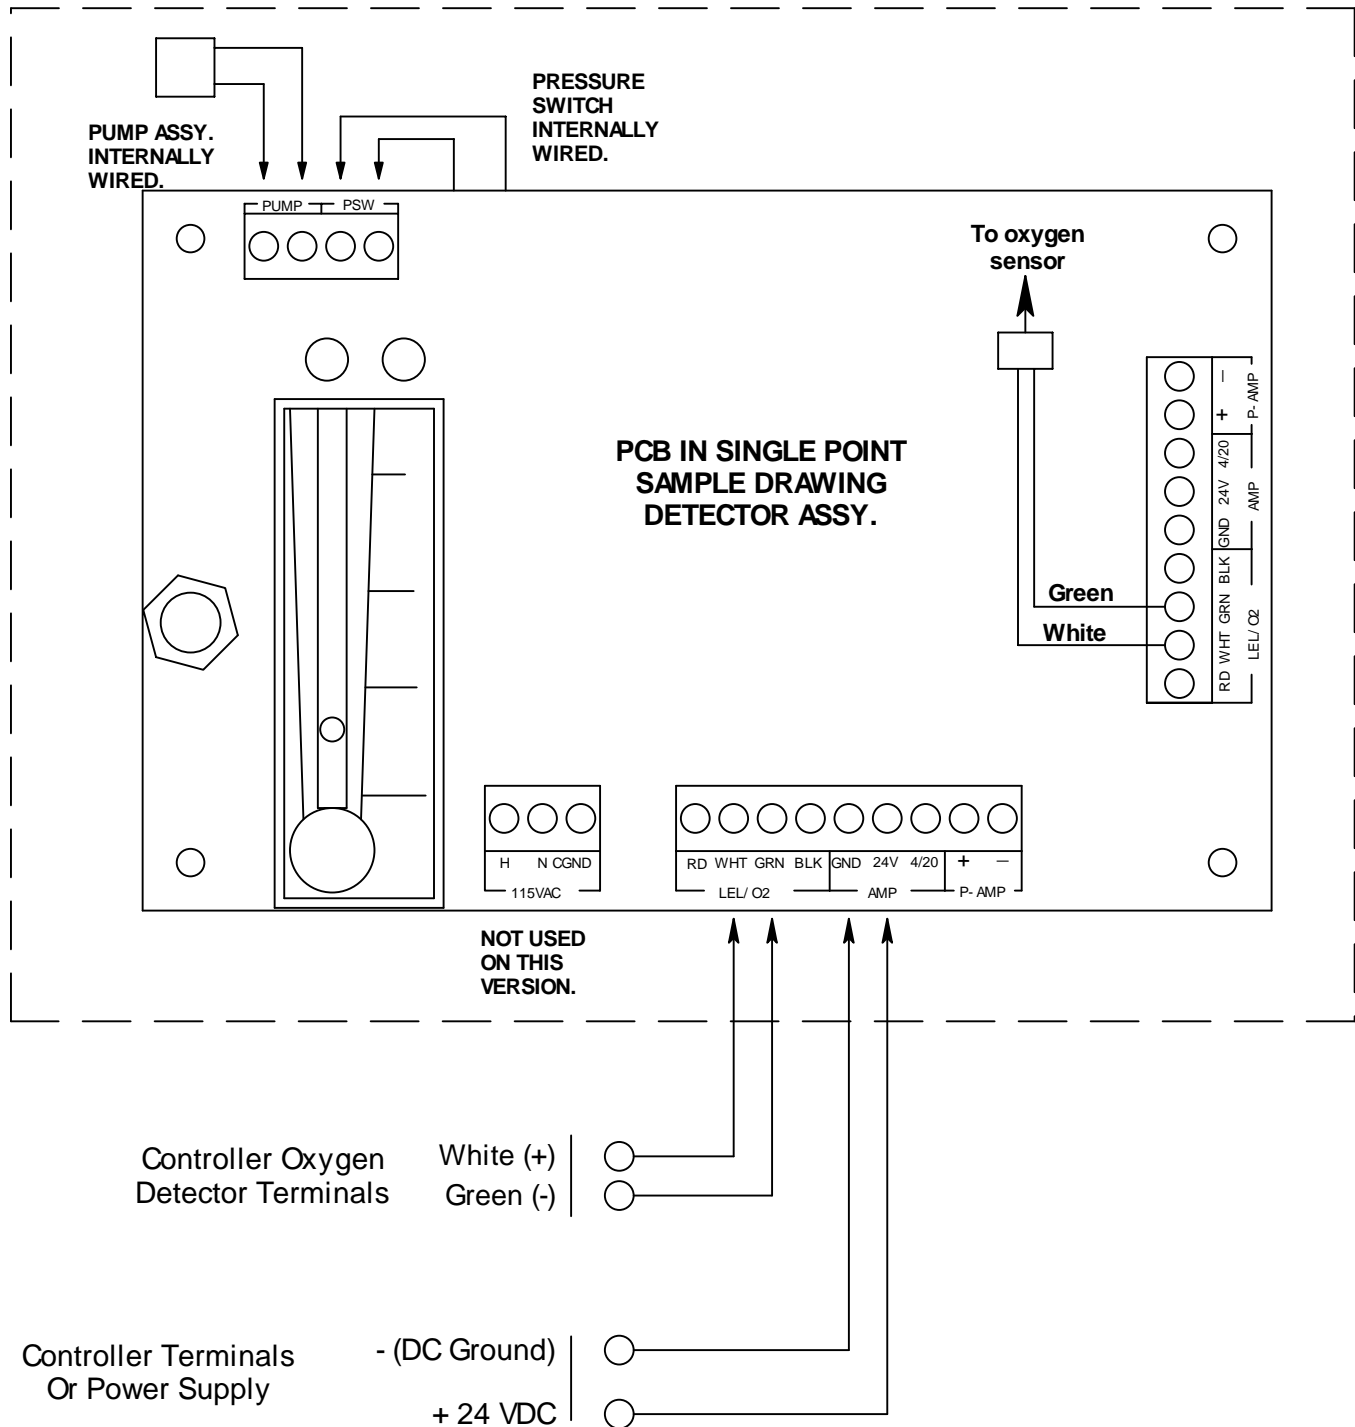 PUMP ASSY.
INTERNALLY
WIRED.
PRESSURE
SWITCH
INTERNALLY
WIRED.
PUMP PSW
To oxygen
sensor
PCB IN SINGLE POINT
SAMPLE DRAWING
DETECTOR ASSY.
Green
White
− + 4/20 24V GND BLK GRN WHT RD
P- AMP AMP LEL/ O2
H N CGND
115VAC
RD WHT GRN BLK GND 24V 4/20 + −
LEL/ O2 AMP P- AMP
NOT USED
ON THIS
VERSION.
Controller Oxygen
Detector Terminals
White (+)
Green (-)
Controller Terminals
Or Power Supply
- (DC Ground)
+ 24 VDC